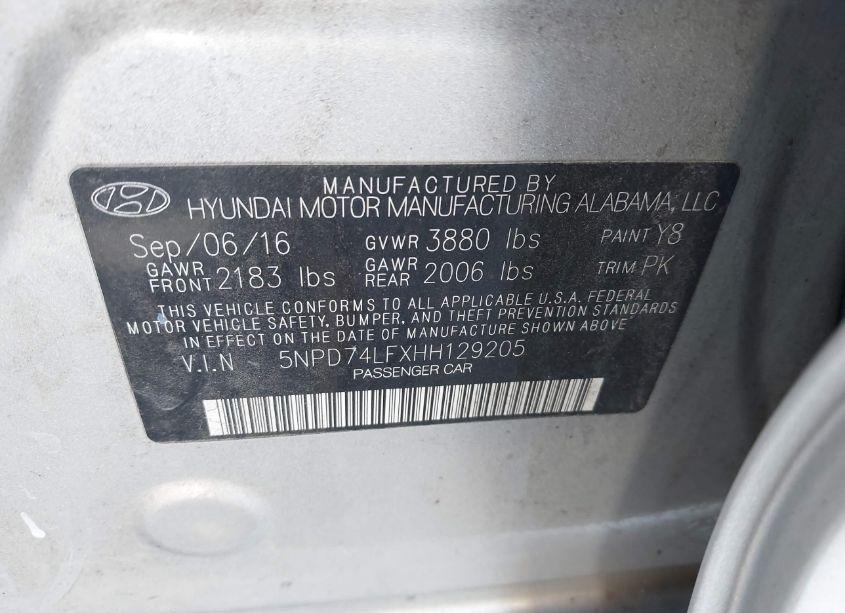 MANUFACTURED BY
HYUNDAI MOTOR MANUFACTURING ALABAMA, LLC
Sep/06/16 GVWR 3880 lbs PAINT Y8
GAWR FRONT 2183 lbs GAWR REAR 2006 lbs TRIM PK
THIS VEHICLE CONFORMS TO ALL APPLICABLE U.S.A. FEDERAL
MOTOR VEHICLE SAFETY, BUMPER, AND THEFT PREVENTION STANDARDS
IN EFFECT ON THE DATE OF MANUFACTURE SHOWN ABOVE
V.I.N 5NPD74LFXHH129205
PASSENGER CAR